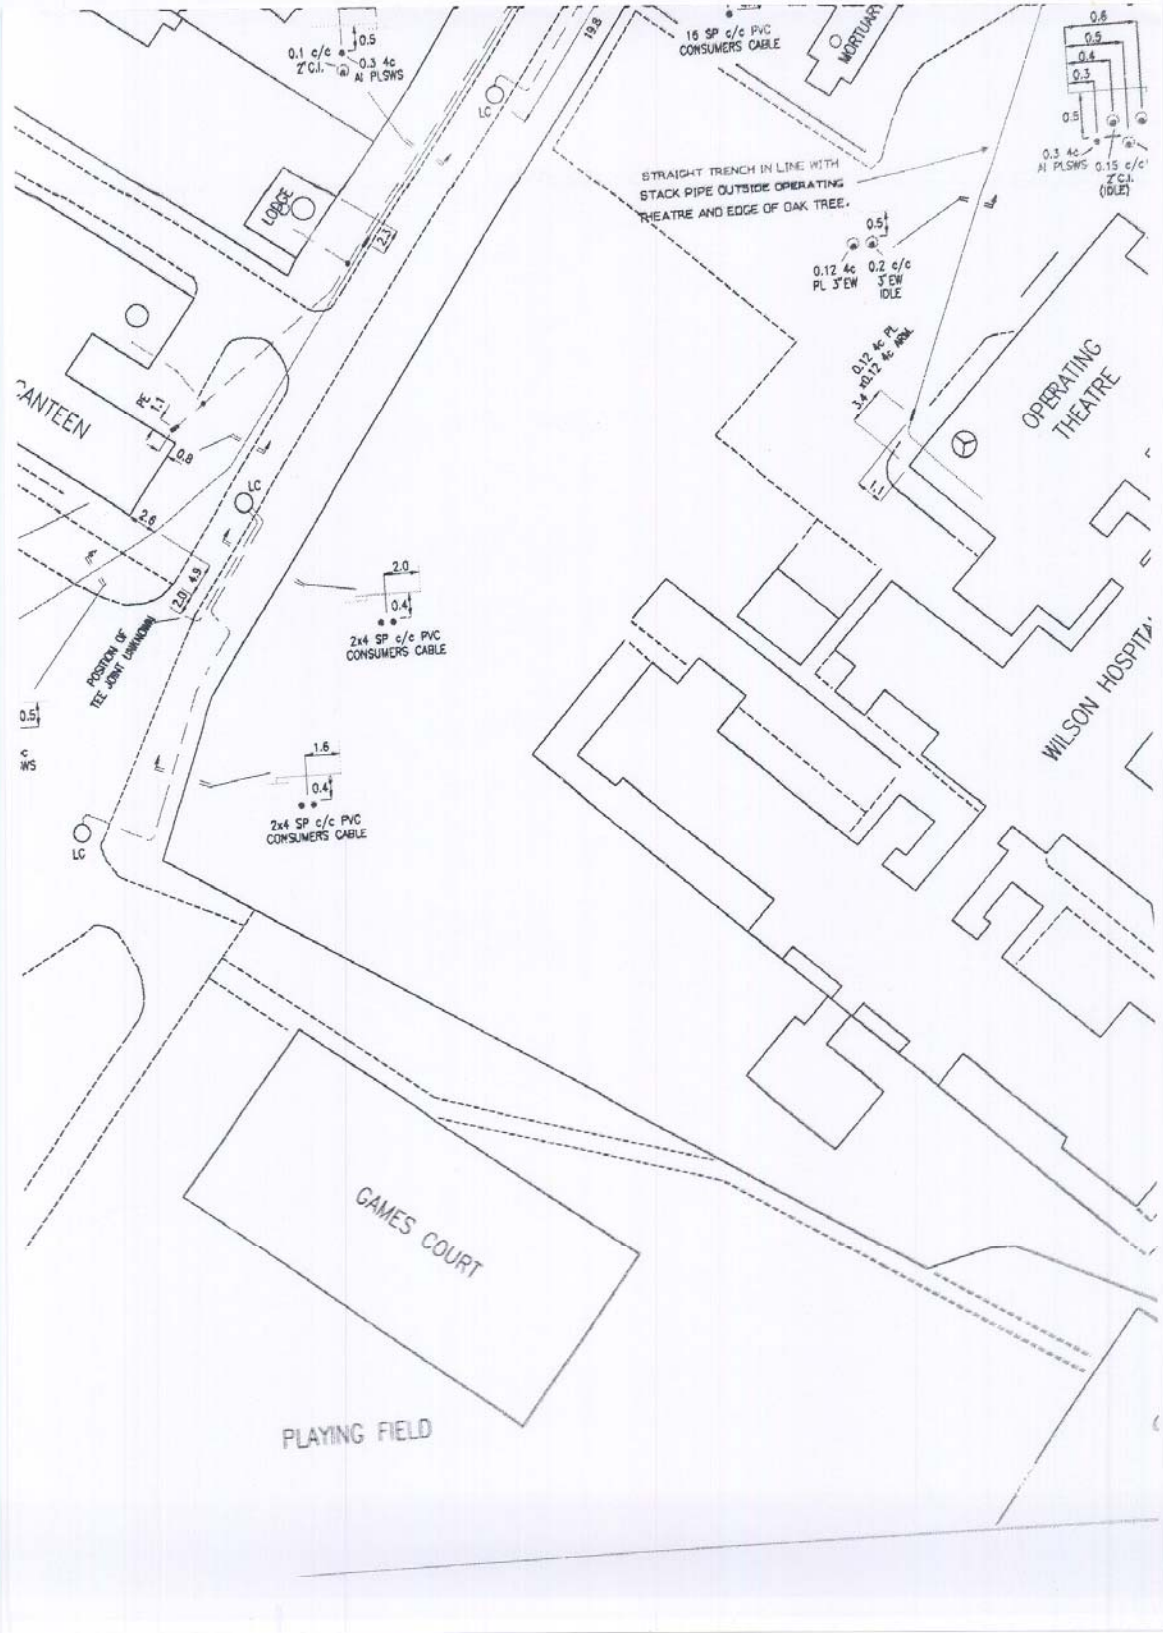 19.8
16 SP c/c PVC
CONSUMERS CABLE
MORTUARY
0.6
0.5
0.4
0.3
0.5
0.3 4c
Al PLSWS
0.15 c/c
2"C.I.
(IDLE)
0.5
0.1 c/c
2"C.I.
0.3 4c
Al PLSWS
LC
STRAIGHT TRENCH IN LINE WITH
STACK PIPE OUTSIDE OPERATING
THEATRE AND EDGE OF OAK TREE.
LODGE
2.3
0.5
0.12 4c
PL 3"EW
0.2 c/c
3"EW
IDLE
0.12 4c PL
x0.12 4c ARM.
3.4
1.1
OPERATING
THEATRE
CANTEEN
PE
1.1
0.8
LC
2.6
4.9
2.0
POSITION OF
TEE JOINT UNKNOWN
2.0
0.4
2x4 SP c/c PVC
CONSUMERS CABLE
WILSON HOSPITAL
0.5
c
WS
1.6
0.4
2x4 SP c/c PVC
CONSUMERS CABLE
LC
GAMES COURT
PLAYING FIELD